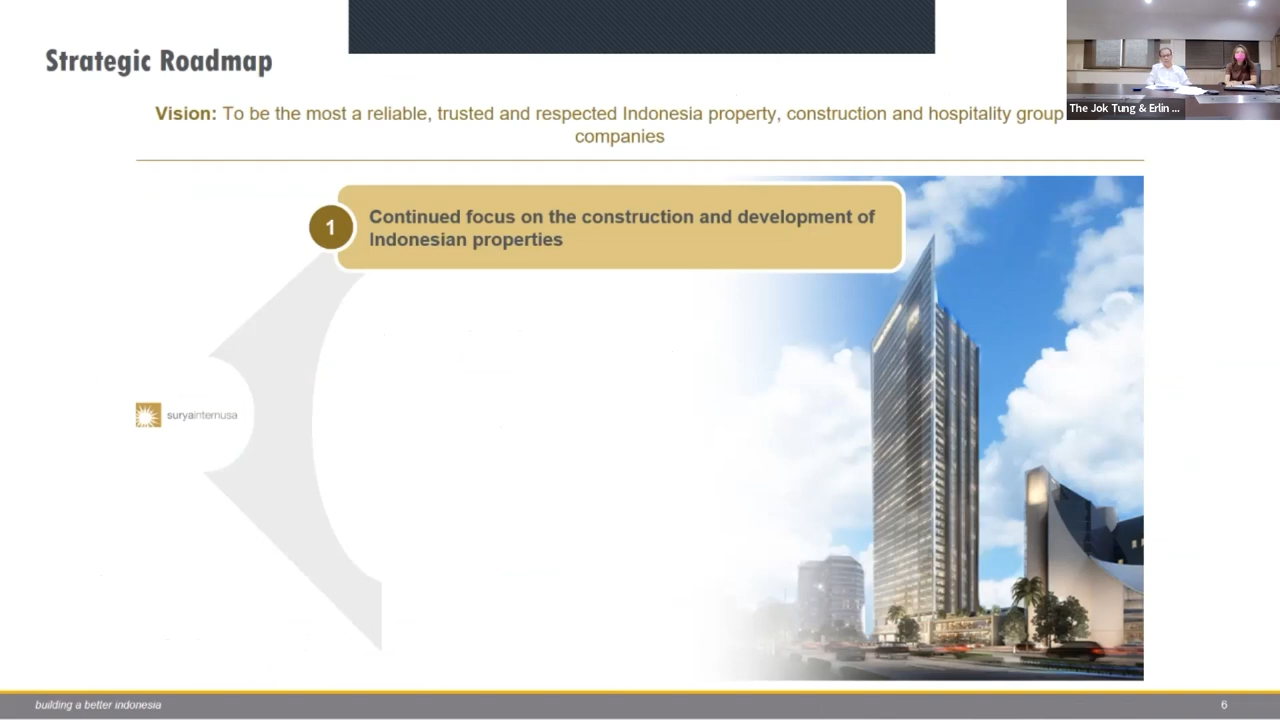 Strategic Roadmap
The Jok Tung & Erlin ...
Vision: To be the most a reliable, trusted and respected Indonesia property, construction and hospitality group
companies
1
Continued focus on the construction and development of
Indonesian properties
suryainternusa
building a better indonesia
6